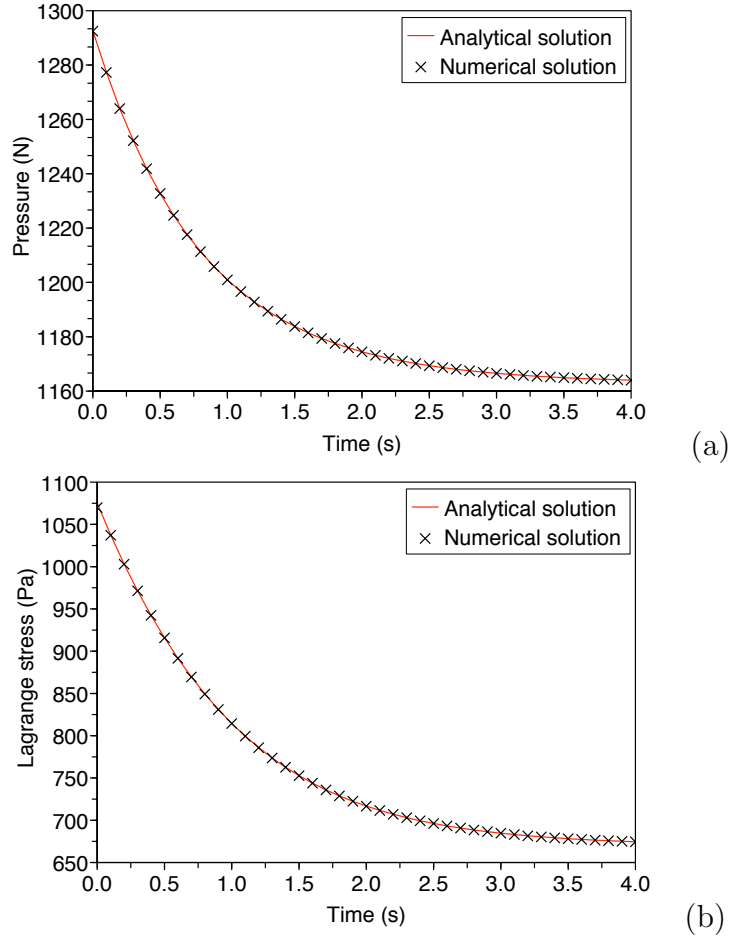 1300
1280
1260
1240
1220
1200
1180
1160
Pressure (N)
Analytical solution
Numerical solution
0.0 0.5 1.0 1.5 2.0 2.5 3.0 3.5 4.0
Time (s)
(a)
1100
1050
1000
950
900
850
800
750
700
650
Lagrange stress (Pa)
Analytical solution
Numerical solution
0.0 0.5 1.0 1.5 2.0 2.5 3.0 3.5 4.0
Time (s)
(b)